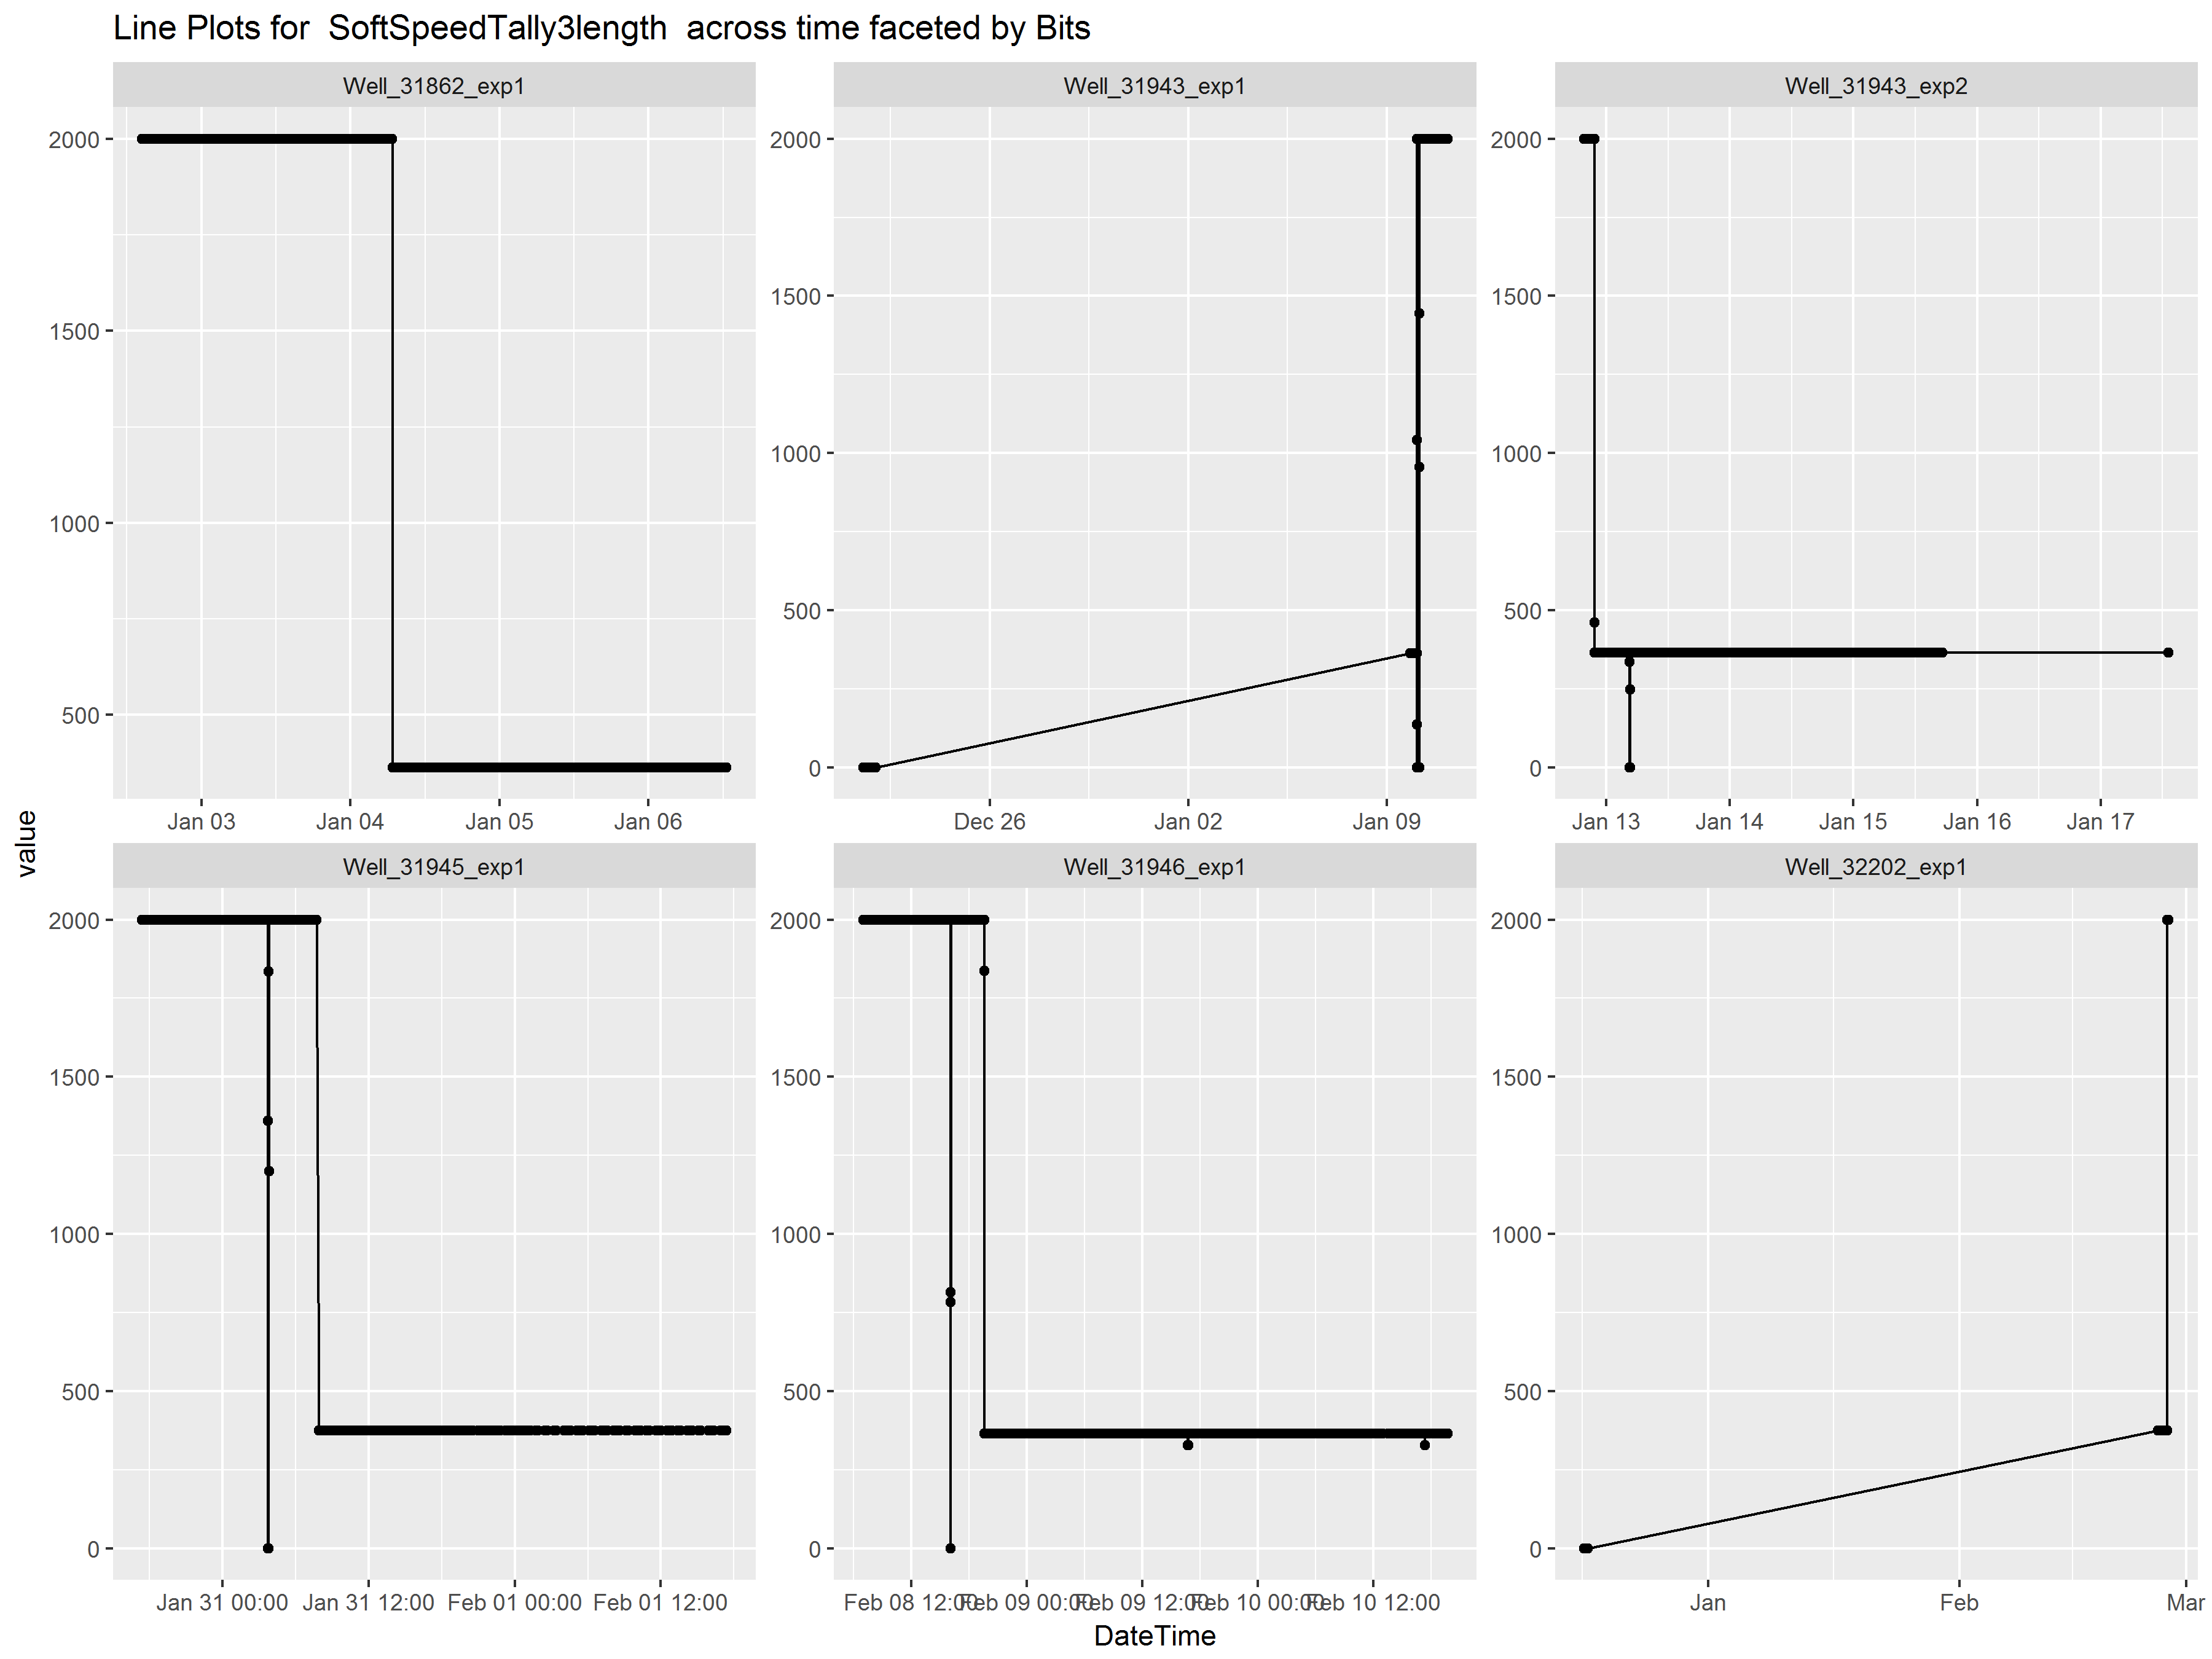 Line Plots for  SoftSpeedTally3length  across time faceted by Bits
Well_31862_exp1
Well_31943_exp1
Well_31943_exp2
2000
1500
1000
500
2000
1500
1000
500
0
2000
1500
1000
500
0
Jan 03 Jan 04 Jan 05 Jan 06
Dec 26 Jan 02 Jan 09
Jan 13 Jan 14 Jan 15 Jan 16 Jan 17
value
Well_31945_exp1
Well_31946_exp1
Well_32202_exp1
2000
1500
1000
500
0
2000
1500
1000
500
0
2000
1500
1000
500
0
Jan 31 00:00 Jan 31 12:00 Feb 01 00:00 Feb 01 12:00
Feb 08 12:00 Feb 09 00:00 Feb 09 12:00 Feb 10 00:00 Feb 10 12:00
Jan Feb Mar
DateTime